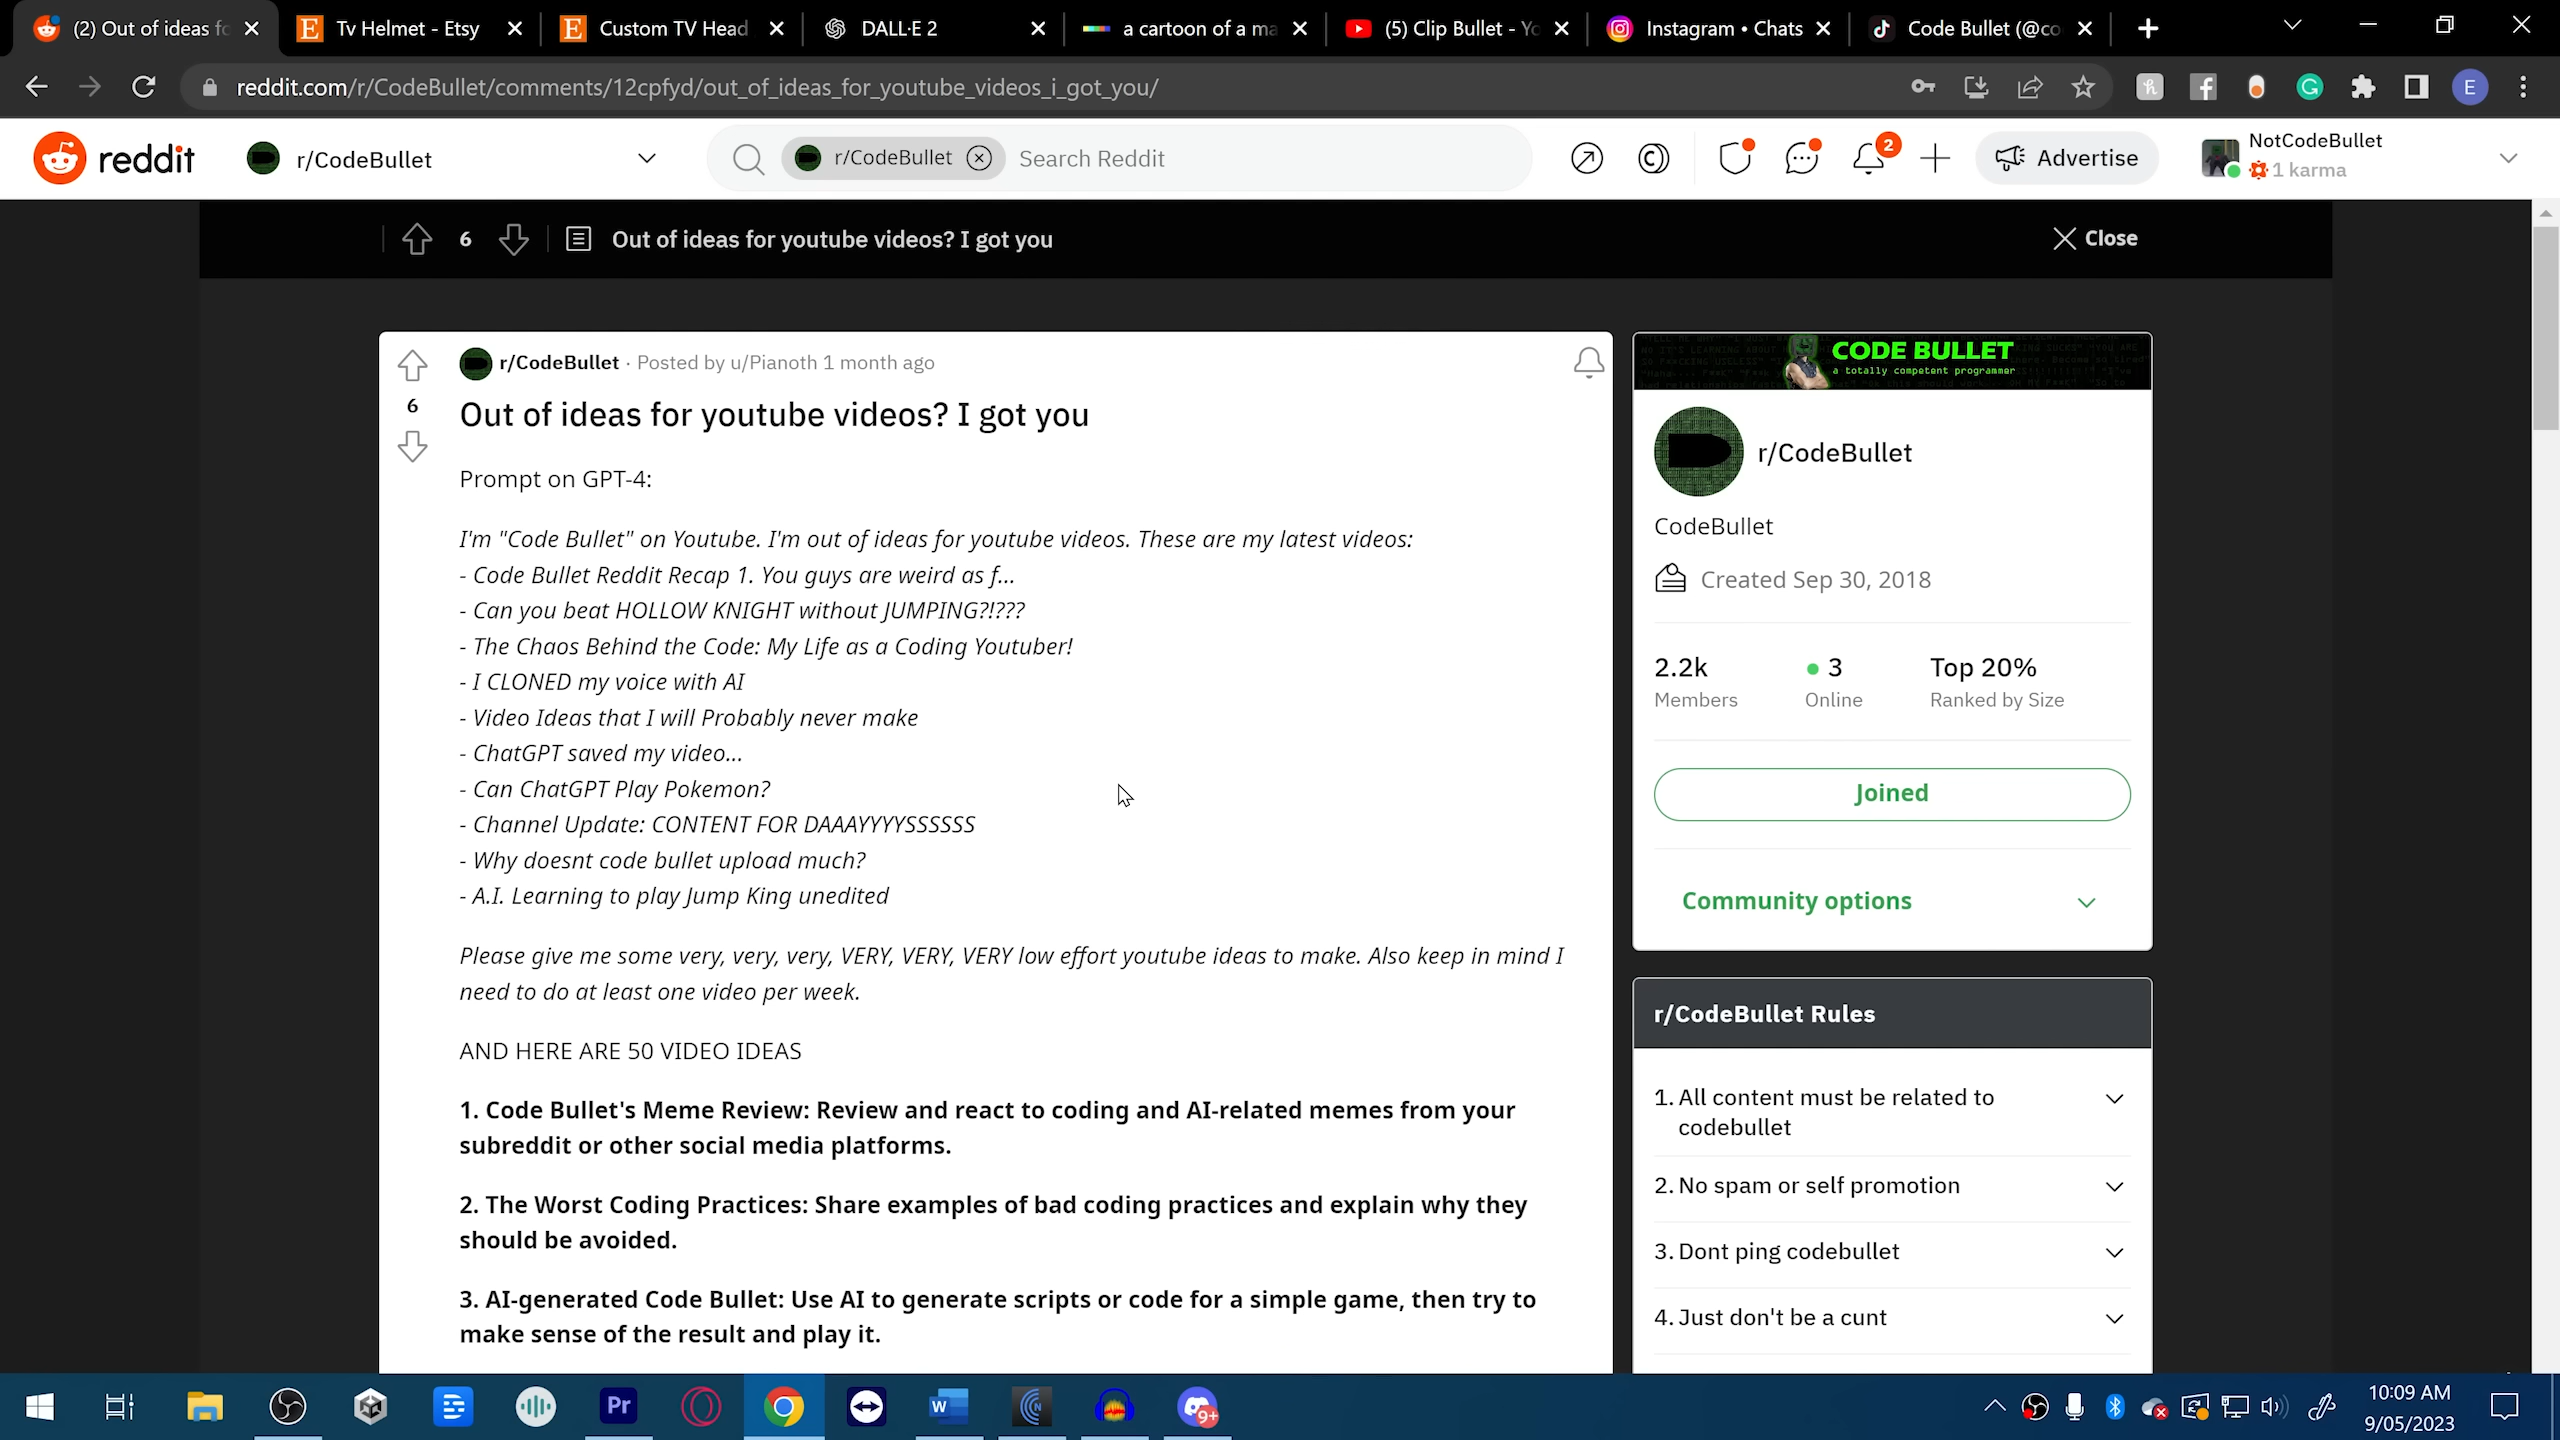 (2) Out of ideas fo
Tv Helmet - Etsy
Custom TV Head
DALL·E 2
a cartoon of a ma
(5) Clip Bullet - Yo
Instagram • Chats
Code Bullet (@co
reddit.com/r/CodeBullet/comments/12cpfyd/out_of_ideas_for_youtube_videos_i_got_you/
E
reddit
r/CodeBullet
r/CodeBullet
Search Reddit
2
Advertise
NotCodeBullet
1 karma
6
Out of ideas for youtube videos? I got you
Close
r/CodeBullet · Posted by u/Pianoth 1 month ago
6
Out of ideas for youtube videos? I got you
Prompt on GPT-4:
I'm "Code Bullet" on Youtube. I'm out of ideas for youtube videos. These are my latest videos:
- Code Bullet Reddit Recap 1. You guys are weird as f...
- Can you beat HOLLOW KNIGHT without JUMPING?!???
- The Chaos Behind the Code: My Life as a Coding Youtuber!
- I CLONED my voice with AI
- Video Ideas that I will Probably never make
- ChatGPT saved my video...
- Can ChatGPT Play Pokemon?
- Channel Update: CONTENT FOR DAAAYYYYSSSSSS
- Why doesnt code bullet upload much?
- A.I. Learning to play Jump King unedited
Please give me some very, very, very, VERY, VERY, VERY low effort youtube ideas to make. Also keep in mind I
need to do at least one video per week.
AND HERE ARE 50 VIDEO IDEAS
1. Code Bullet's Meme Review: Review and react to coding and AI-related memes from your
subreddit or other social media platforms.
2. The Worst Coding Practices: Share examples of bad coding practices and explain why they
should be avoided.
3. AI-generated Code Bullet: Use AI to generate scripts or code for a simple game, then try to
make sense of the result and play it.
CODE BULLET
a totally competent programmer
r/CodeBullet
CodeBullet
Created Sep 30, 2018
2.2k
3
Top 20%
Members
Online
Ranked by Size
Joined
Community options
r/CodeBullet Rules
1. All content must be related to
codebullet
2. No spam or self promotion
3. Dont ping codebullet
4. Just don't be a cunt
Pr
W
N
9+
10:09 AM
9/05/2023